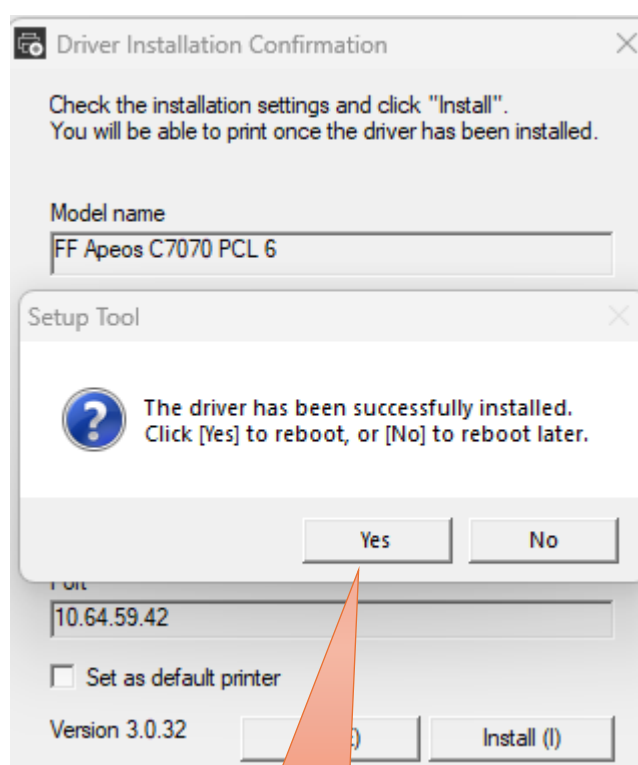 Driver Installation Confirmation
Check the installation settings and click "Install".
You will be able to print once the driver has been installed.
Model name
FF Apeos C7070 PCL 6
Setup Tool
The driver has been successfully installed.
Click [Yes] to reboot, or [No] to reboot later.
Yes
No
Port
10.64.59.42
Set as default printer
Version 3.0.32
Install (I)